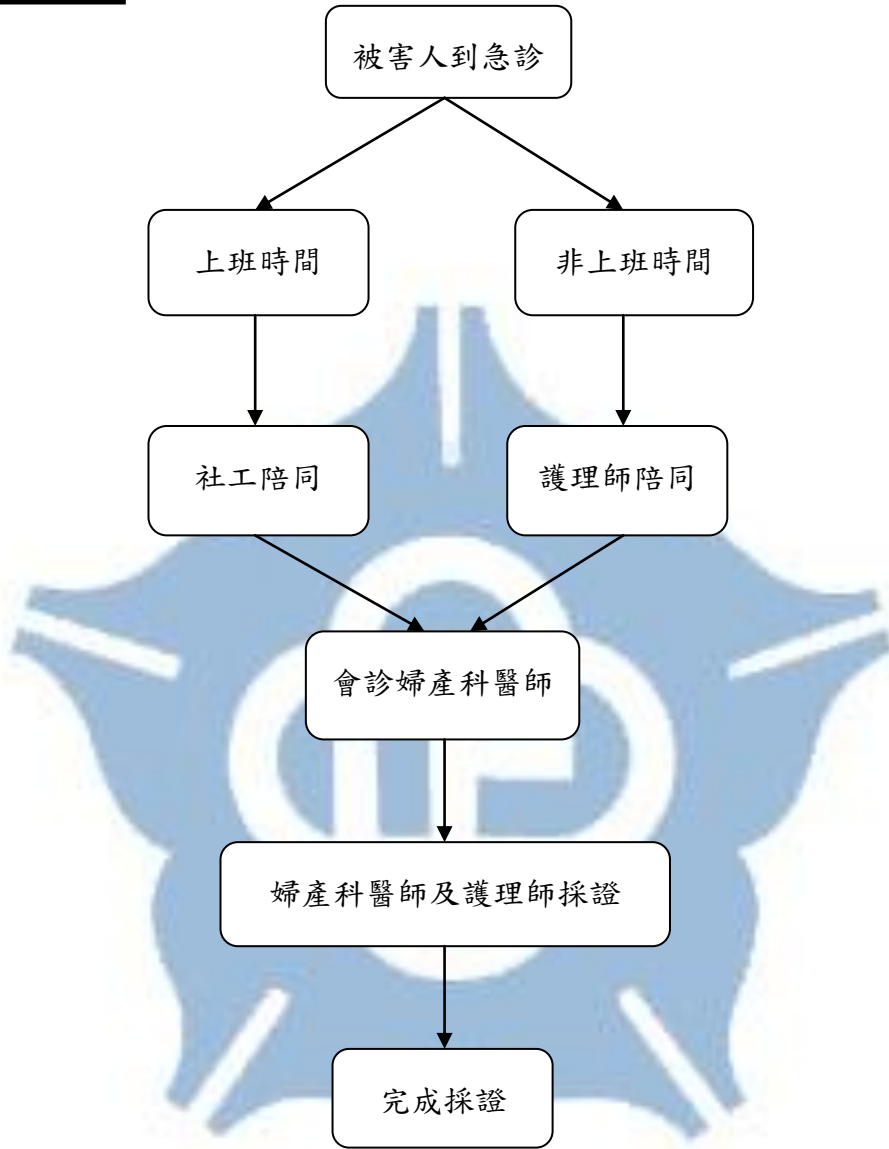 被害人到急診
上班時間
非上班時間
社工陪同
護理師陪同
會診婦產科醫師
婦產科醫師及護理師採證
完成採證